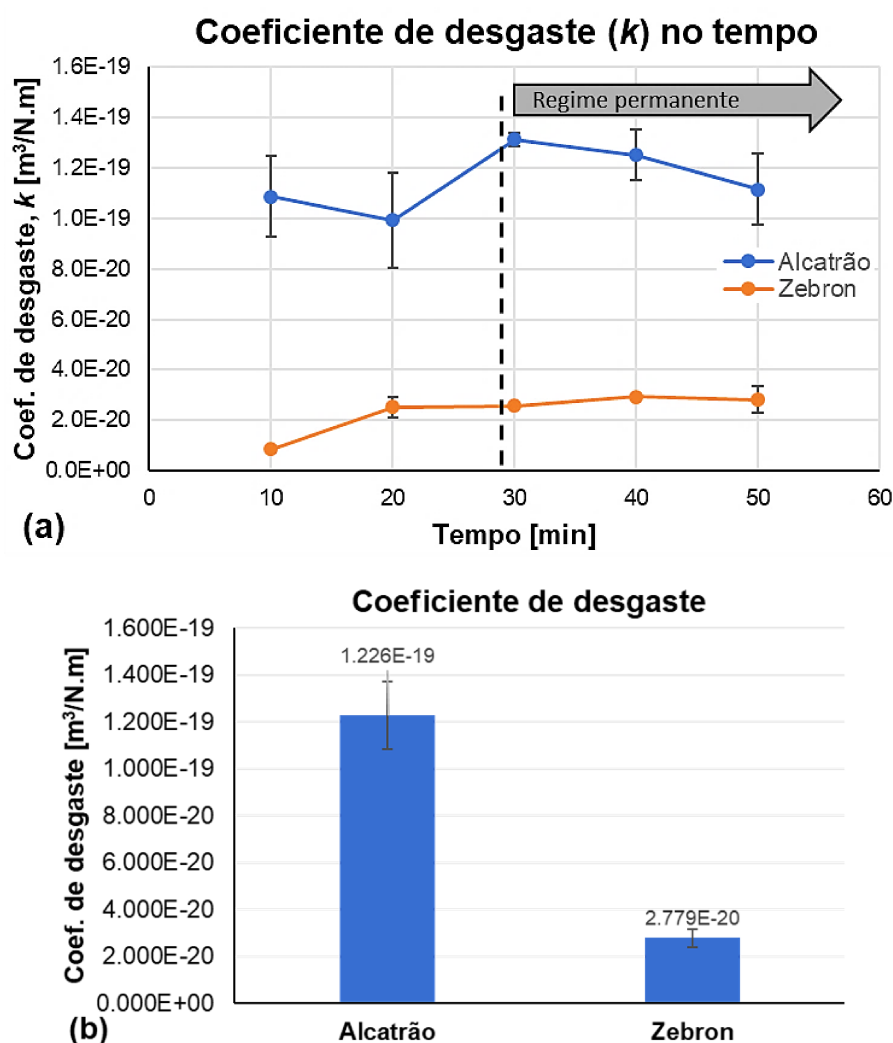 Coeficiente de desgaste (k) no tempo
Coef. de desgaste, k [m³/N.m]
1.6E-19
1.4E-19
1.2E-19
1.0E-19
8.0E-20
6.0E-20
4.0E-20
2.0E-20
0.0E+00
Regime permanente
Alcatrão
Zebron
0 10 20 30 40 50 60
Tempo [min]
(a)
Coeficiente de desgaste
Coef. de desgaste [m³/N.m]
1.600E-19
1.400E-19
1.200E-19
1.000E-19
8.000E-20
6.000E-20
4.000E-20
2.000E-20
0.000E+00
1.226E-19
2.779E-20
Alcatrão Zebron
(b)